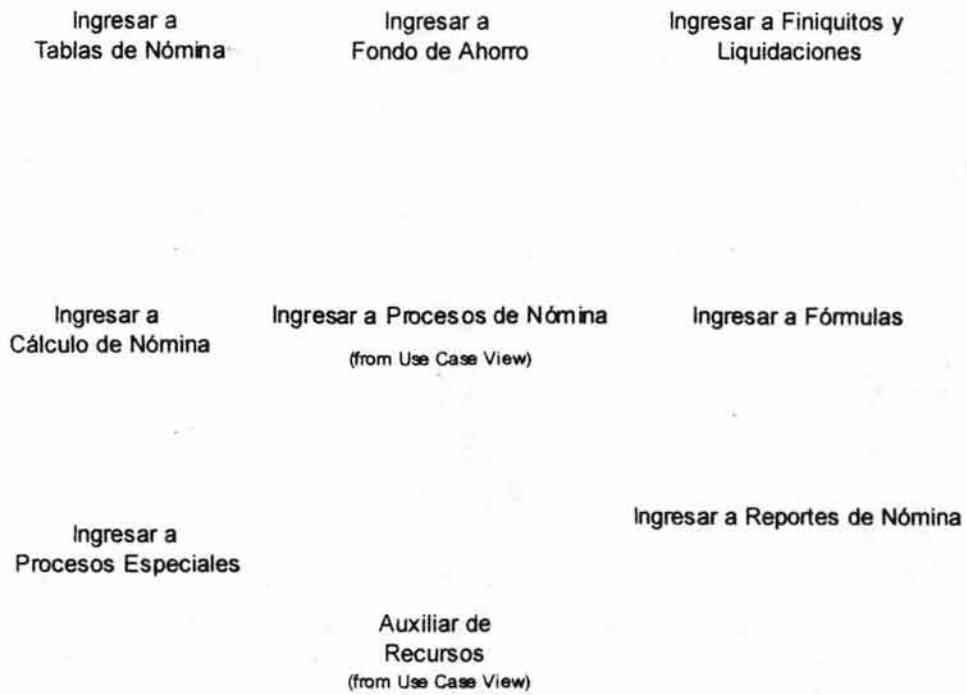 Ingresar a
Tablas de Nómina
Ingresar a
Fondo de Ahorro
Ingresar a Finiquitos y
Liquidaciones
Ingresar a
Cálculo de Nómina
Ingresar a Procesos de Nómina
(from Use Case View)
Ingresar a Fórmulas
Ingresar a
Procesos Especiales
Ingresar a Reportes de Nómina
Auxiliar de
Recursos
(from Use Case View)